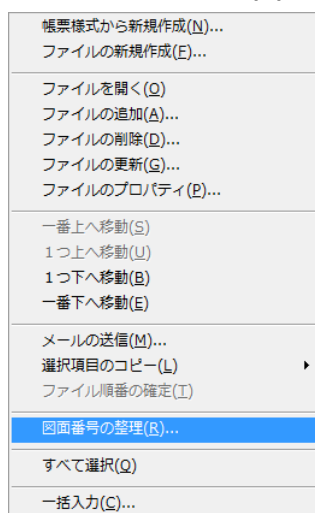 帳票様式から新規作成(N)...
ファイルの新規作成(F)...
ファイルを開く(O)
ファイルの追加(A)...
ファイルの削除(D)...
ファイルの更新(G)...
ファイルのプロパティ(P)...
一番上へ移動(S)
１つ上へ移動(U)
１つ下へ移動(B)
一番下へ移動(E)
メールの送信(M)...
選択項目のコピー(L)
ファイル順番の確定(T)
図面番号の整理(R)...
すべて選択(Q)
一括入力(C)...